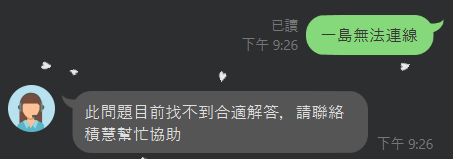 已讀
下午 9:26
一島無法連線
此問題目前找不到合適解答，請聯絡
積慧幫忙協助
下午 9:26